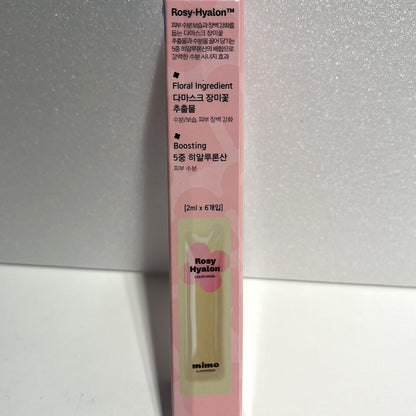 Rosy-Hyalon™
피부 수분 보습과 장벽 강화를
돕는 다마스크 장미꽃
추출물과 수분을 끌어 당기는
5중 히알루론산의 배합으로
강력한 수분 시너지 효과
Floral Ingredient
다마스크 장미꽃
추출물
수분/보습, 피부 장벽 강화
Boosting
5중 히알루론산
피부 수분
[2ml x 6개입]
Rosy
Hyalon
LIQUID MASK
mimo